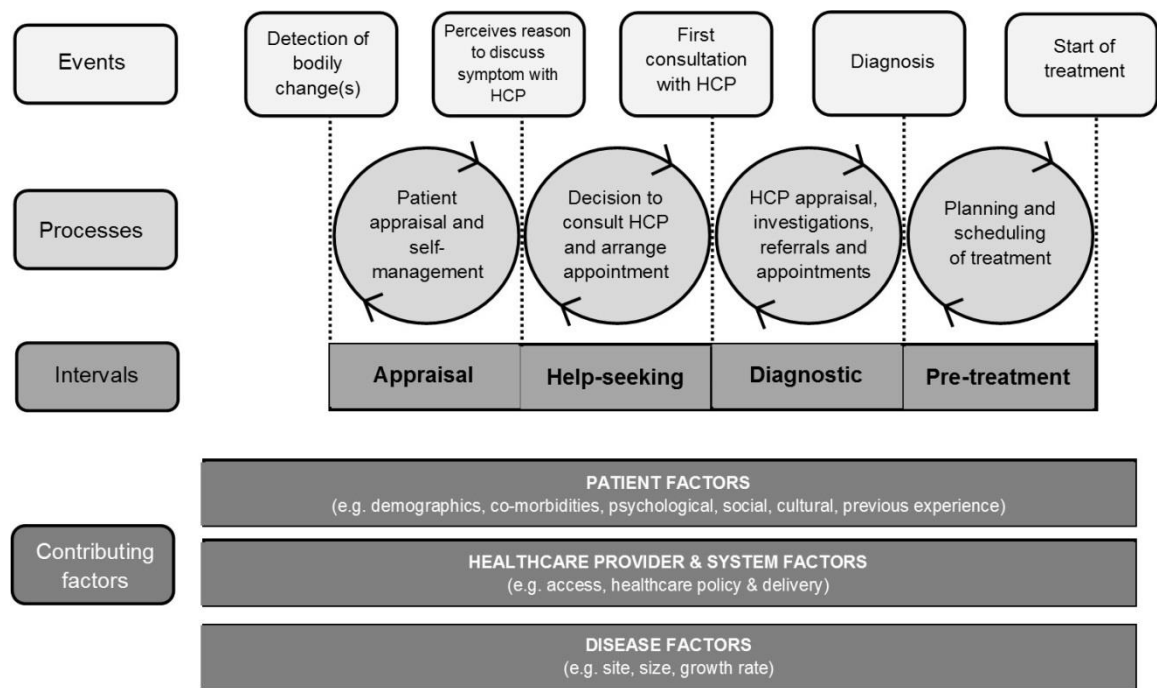 Events
Detection of
bodily
change(s)
Perceives reason
to discuss
symptom with
HCP
First
consultation
with HCP
Diagnosis
Start of
treatment
Processes
Patient
appraisal and
self-
management
Decision to
consult HCP
and arrange
appointment
HCP appraisal,
investigations,
referrals and
appointments
Planning and
scheduling
of treatment
Intervals
Appraisal
Help-seeking
Diagnostic
Pre-treatment
Contributing
factors
PATIENT FACTORS
(e.g. demographics, co-morbidities, psychological, social, cultural, previous experience)
HEALTHCARE PROVIDER & SYSTEM FACTORS
(e.g. access, healthcare policy & delivery)
DISEASE FACTORS
(e.g. site, size, growth rate)